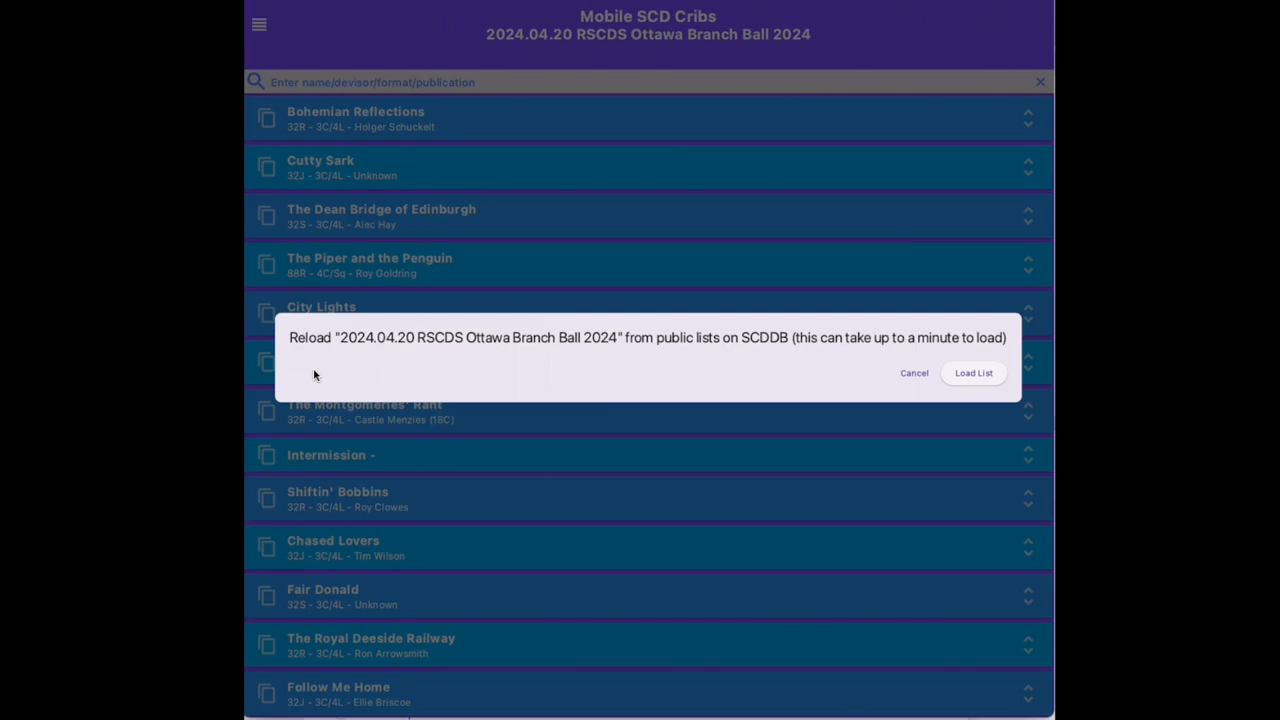 Mobile SCD Cribs
2024.04.20 RSCDS Ottawa Branch Ball 2024
Enter name/devisor/format/publication
Bohemian Reflections
32R - 3C/4L - Holger Schuckelt
Cutty Sark
32J - 3C/4L - Unknown
The Dean Bridge of Edinburgh
32S - 3C/4L - Alec Hay
The Piper and the Penguin
88R - 4C/Sq - Roy Goldring
City Lights
Reload "2024.04.20 RSCDS Ottawa Branch Ball 2024" from public lists on SCDDB (this can take up to a minute to load)
Cancel
Load List
The Montgomeries' Rant
32R - 3C/4L - Castle Menzies (18C)
Intermission -
Shiftin' Bobbins
32R - 3C/4L - Roy Clowes
Chased Lovers
32J - 3C/4L - Tim Wilson
Fair Donald
32S - 3C/4L - Unknown
The Royal Deeside Railway
32R - 3C/4L - Ron Arrowsmith
Follow Me Home
32J - 3C/4L - Ellie Briscoe